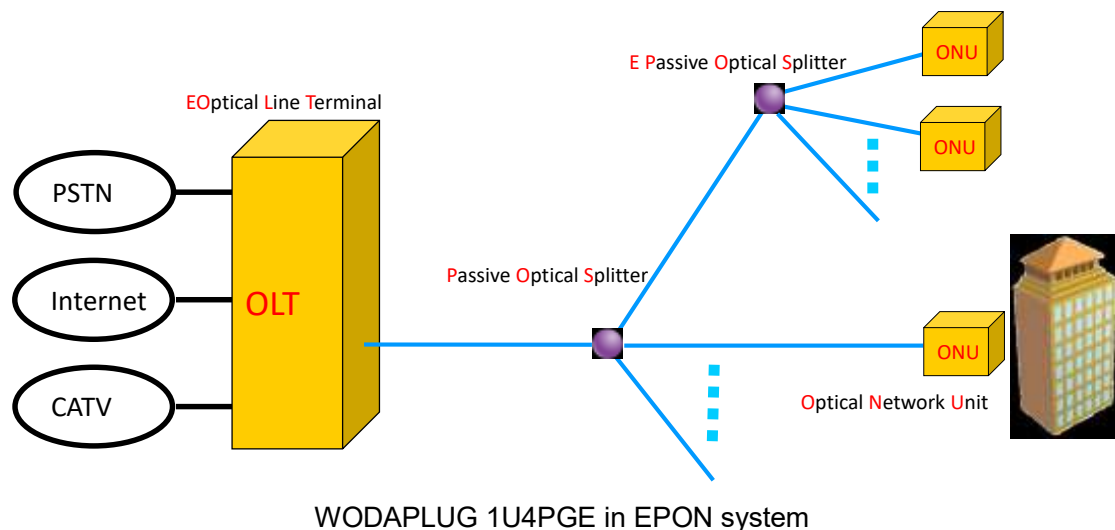 E Passive Optical Splitter
ONU
EOptical Line Terminal
ONU
PSTN
Passive Optical Splitter
Internet
OLT
ONU
CATV
Optical Network Unit
WODAPLUG 1U4PGE in EPON system